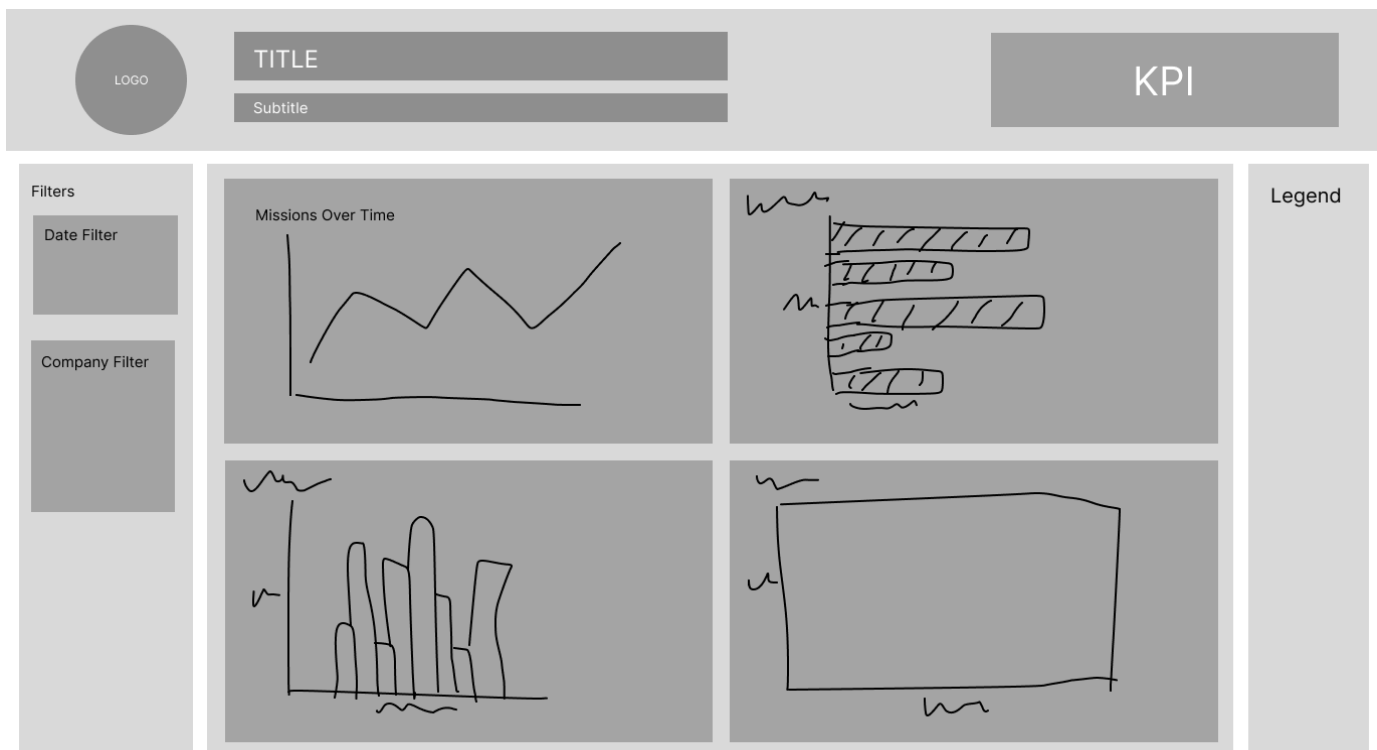 LOGO
TITLE
Subtitle
KPI
Filters
Date Filter
Company Filter
Missions Over Time
Legend